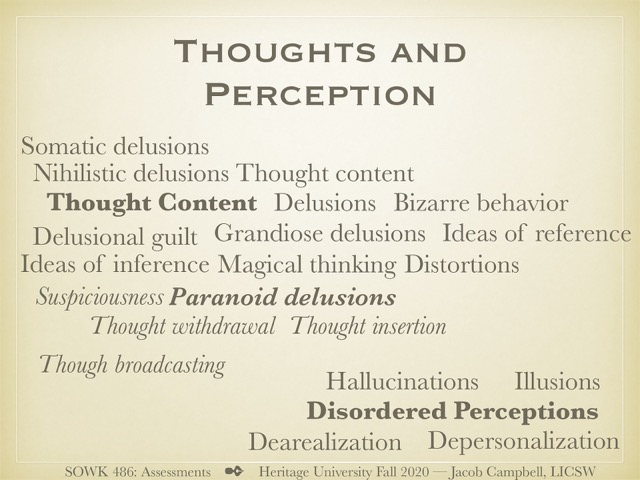 Thoughts and
Perception
Somatic delusions
Nihilistic delusions Thought content
Thought Content Delusions Bizarre behavior
Delusional guilt Grandiose delusions Ideas of reference
Ideas of inference Magical thinking Distortions
Suspiciousness Paranoid delusions
Thought withdrawal Thought insertion
Though broadcasting
Hallucinations Illusions
Disordered Perceptions
Dearealization Depersonalization
SOWK 486: Assessments Heritage University Fall 2020 — Jacob Campbell, LICSW